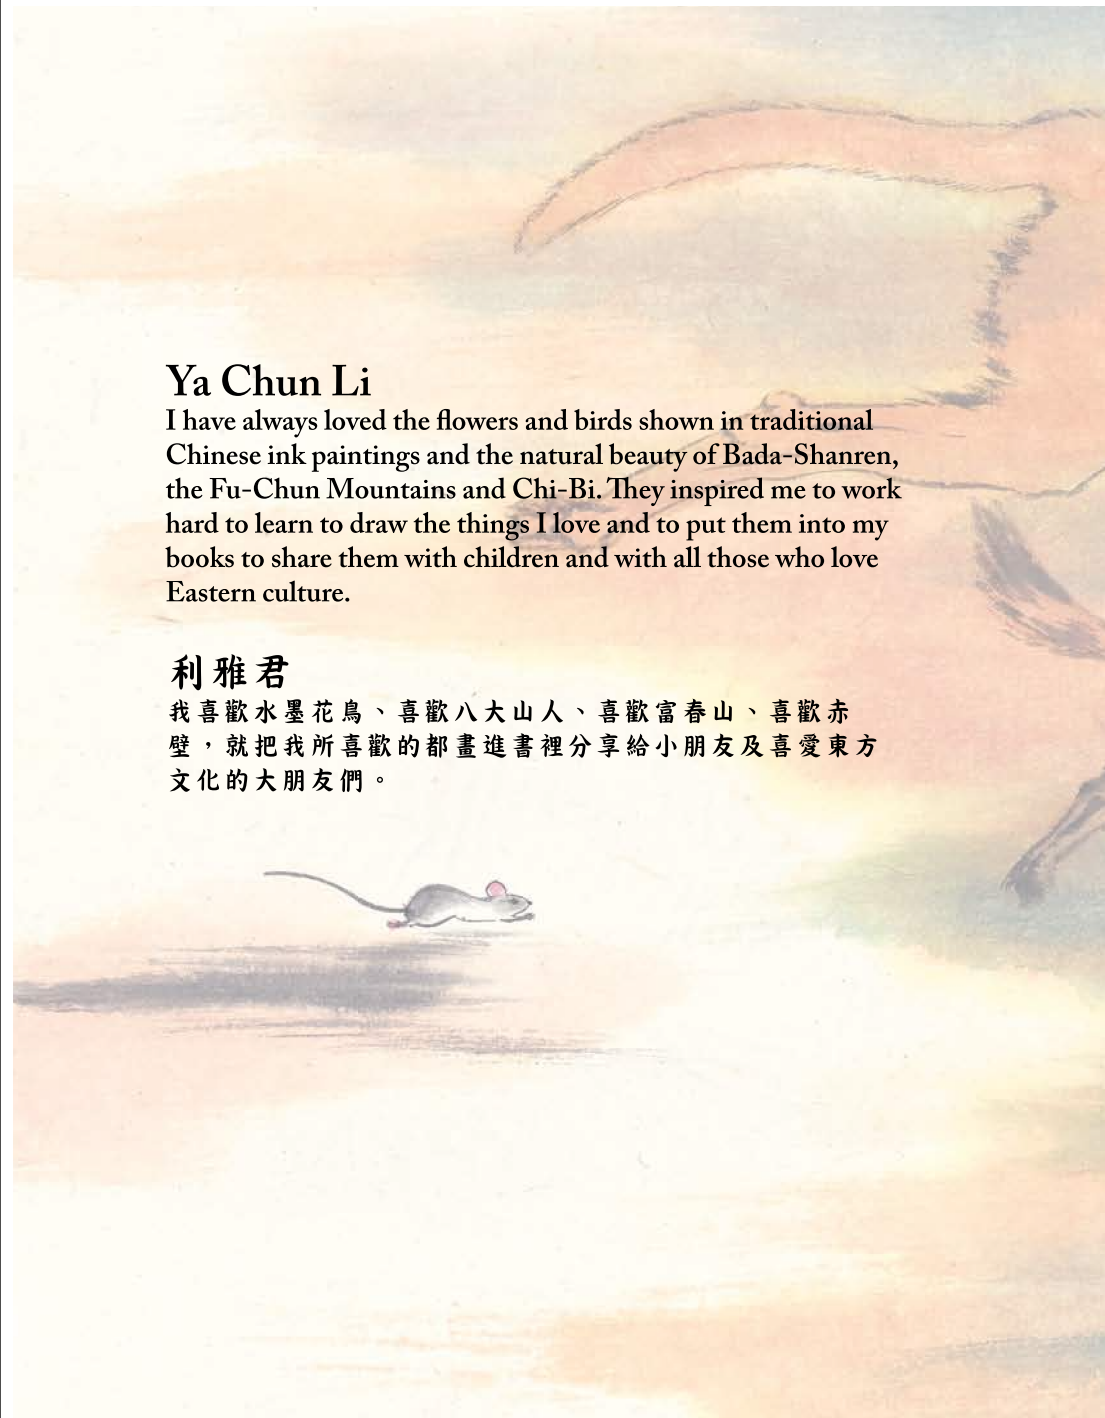 Ya Chun Li
I have always loved the flowers and birds shown in traditional
Chinese ink paintings and the natural beauty of Bada-Shanren,
the Fu-Chun Mountains and Chi-Bi. They inspired me to work
hard to learn to draw the things I love and to put them into my
books to share them with children and with all those who love
Eastern culture.
利雅君
我喜歡水墨花鳥、喜歡八大山人、喜歡富春山、喜歡赤
壁，就把我所喜歡的都畫進書裡分享給小朋友及喜愛東方
文化的大朋友們。